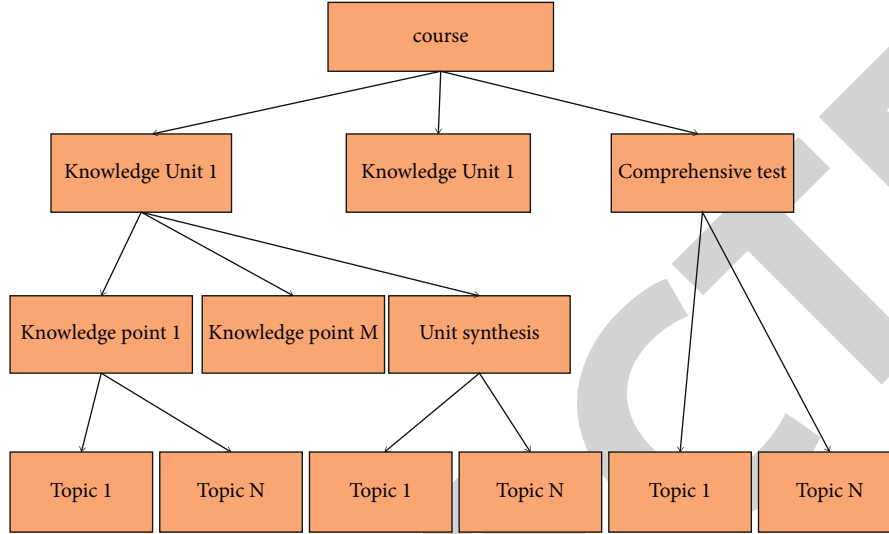 course
Knowledge Unit 1
Knowledge Unit 1
Comprehensive test
Knowledge point 1
Knowledge point M
Unit synthesis
Topic 1
Topic N
Topic 1
Topic N
Topic 1
Topic N